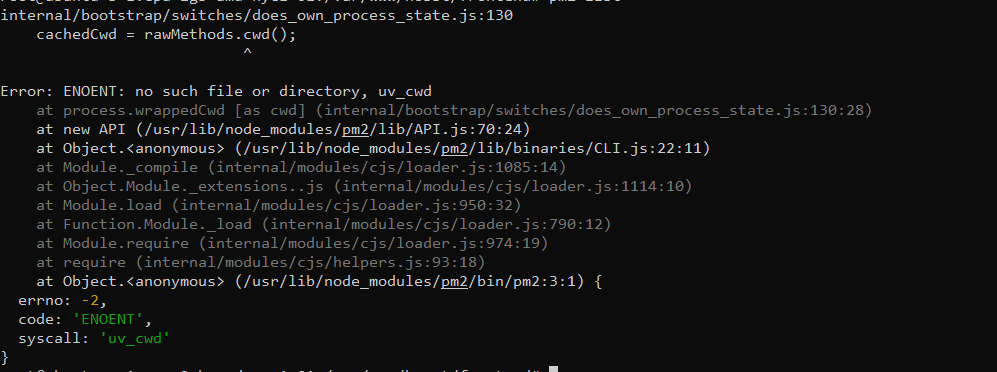 internal/bootstrap/switches/does_own_process_state.js:130
    cachedCwd = rawMethods.cwd();
                           ^
Error: ENOENT: no such file or directory, uv_cwd
    at process.wrappedCwd [as cwd] (internal/bootstrap/switches/does_own_process_state.js:130:28)
    at new API (/usr/lib/node_modules/pm2/lib/API.js:70:24)
    at Object.<anonymous> (/usr/lib/node_modules/pm2/lib/binaries/CLI.js:22:11)
    at Module._compile (internal/modules/cjs/loader.js:1085:14)
    at Object.Module._extensions..js (internal/modules/cjs/loader.js:1114:10)
    at Module.load (internal/modules/cjs/loader.js:950:32)
    at Function.Module._load (internal/modules/cjs/loader.js:790:12)
    at Module.require (internal/modules/cjs/loader.js:974:19)
    at require (internal/modules/cjs/helpers.js:93:18)
    at Object.<anonymous> (/usr/lib/node_modules/pm2/bin/pm2:3:1) {
  errno: -2,
  code: 'ENOENT',
  syscall: 'uv_cwd'
}